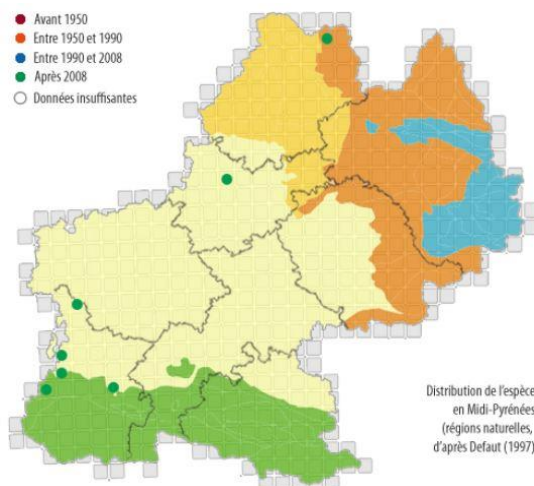 Avant 1950
Entre 1950 et 1990
Entre 1990 et 2008
Après 2008
Données insuffisantes
Distribution de l'espèce
en Midi-Pyrénées
(régions naturelles,
d'après Defaut (1997)